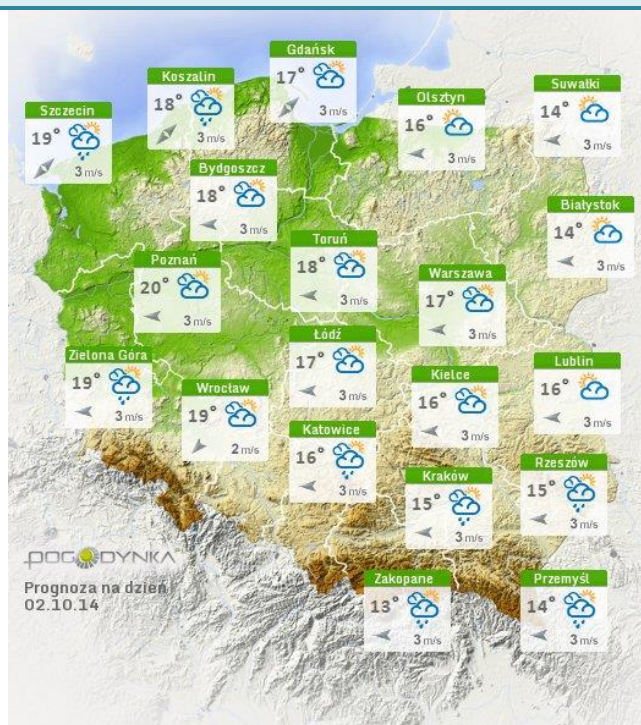 Gdańsk
17°
3 m/s
Koszalin
18°
3 m/s
Suwałki
14°
3 m/s
Olsztyn
16°
3 m/s
Szczecin
19°
3 m/s
Bydgoszcz
18°
3 m/s
Białystok
14°
3 m/s
Toruń
18°
3 m/s
Poznań
20°
3 m/s
Warszawa
17°
3 m/s
Łódź
17°
3 m/s
Zielona Góra
19°
3 m/s
Lublin
16°
3 m/s
Kielce
16°
3 m/s
Wrocław
19°
2 m/s
Katowice
16°
3 m/s
Rzeszów
15°
3 m/s
Kraków
15°
3 m/s
POGODYNKA
Prognoza na dzień
02.10.14
Zakopane
13°
3 m/s
Przemyśl
14°
3 m/s